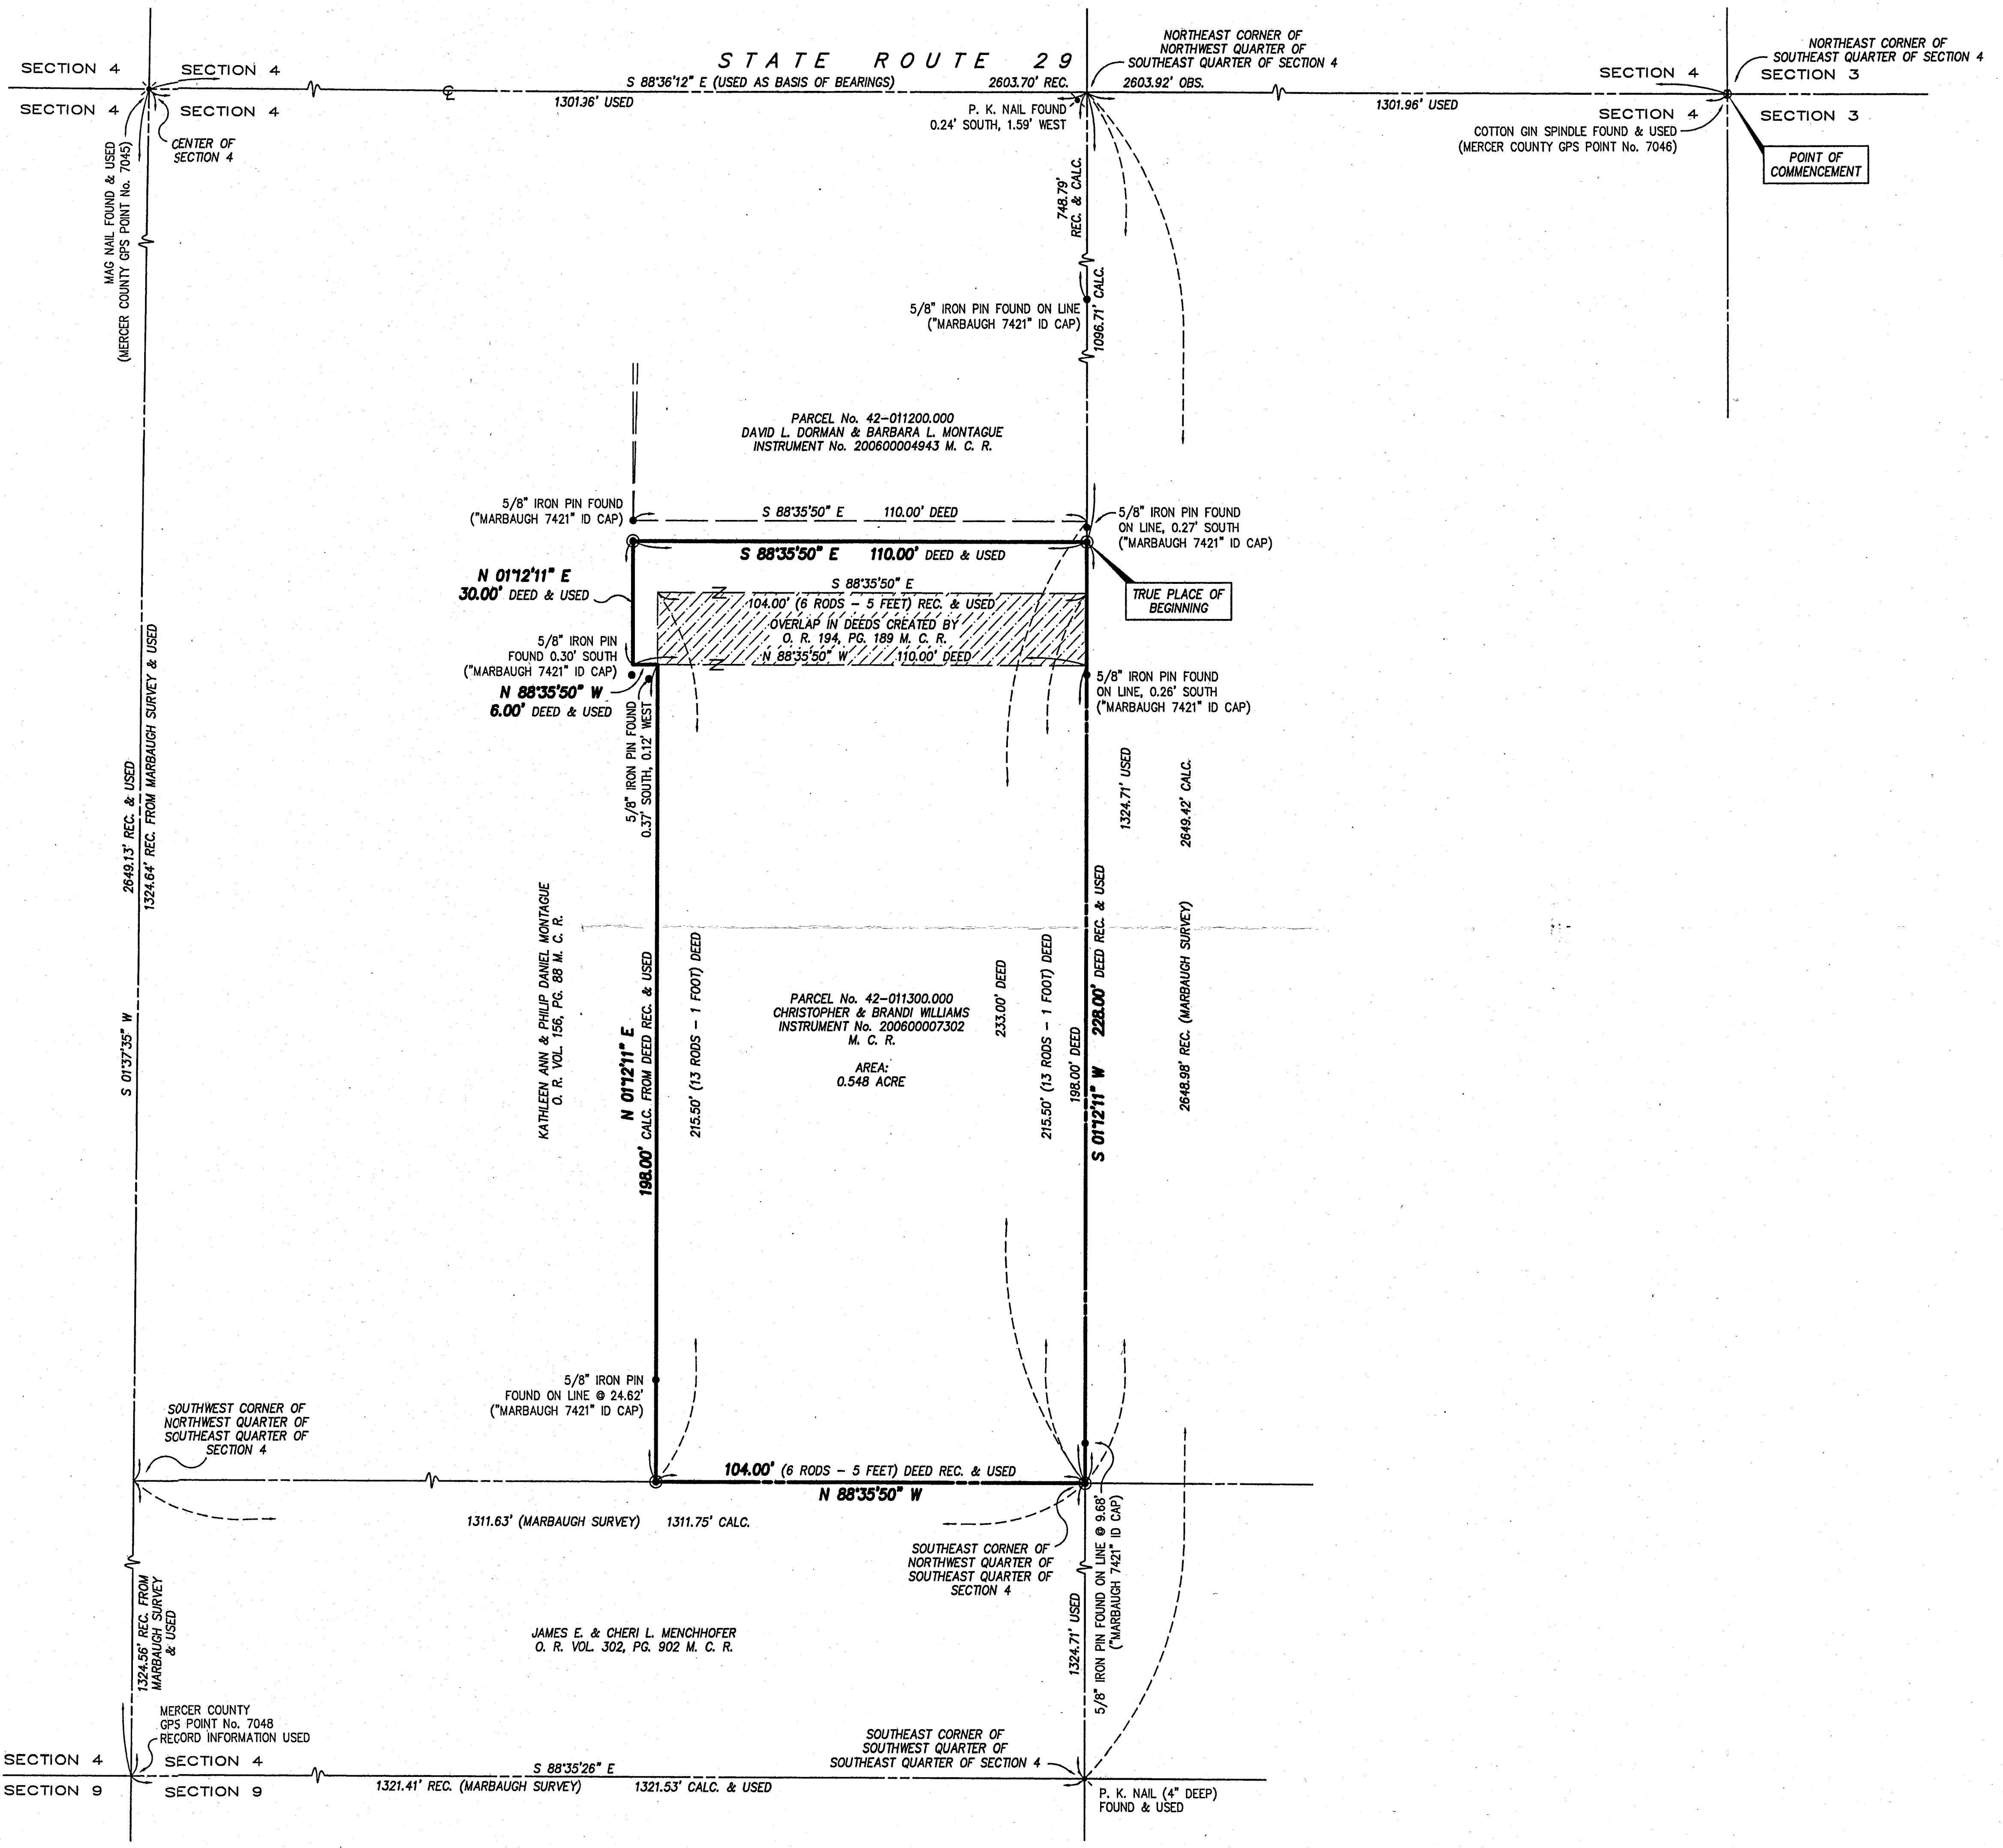 STATE ROUTE 29
S 88°36'12" E (USED AS BASIS OF BEARINGS)
2603.70' REC.
2603.92' OBS.
NORTHEAST CORNER OF
NORTHWEST QUARTER OF
SOUTHEAST QUARTER OF SECTION 4
NORTHEAST CORNER OF
SOUTHEAST QUARTER OF SECTION 4
SECTION 4
SECTION 4
SECTION 4
SECTION 4
SECTION 4
SECTION 3
SECTION 4
SECTION 3
1301.96' USED
1301.96' USED
P. K. NAIL FOUND
0.24' SOUTH, 1.59' WEST
COTTON GIN SPINDLE FOUND & USED
(MERCER COUNTY GPS POINT No. 7046)
POINT OF
COMMENCEMENT
CENTER OF
SECTION 4
MAG NAIL FOUND & USED
(MERCER COUNTY GPS POINT No. 7045)
748.79'
REC. & CALC.
1096.71' CALC.
5/8" IRON PIN FOUND ON LINE
("MARBAUGH 7421" ID CAP)
PARCEL No. 42-011200.000
DAVID L. DORMAN & BARBARA L. MONTAGUE
INSTRUMENT No. 200600004943 M. C. R.
5/8" IRON PIN FOUND
("MARBAUGH 7421" ID CAP)
S 88°35'50" E 110.00' DEED
5/8" IRON PIN FOUND
ON LINE, 0.27' SOUTH
("MARBAUGH 7421" ID CAP)
S 88°35'50" E 110.00' DEED & USED
N 01°12'11" E
30.00' DEED & USED
S 88°35'50" E
104.00' (6 RODS - 5 FEET) REC. & USED
OVERLAP IN DEEDS CREATED BY
O. R. 194, PG. 189 M. C. R.
N 88°35'50" W 110.00' DEED
TRUE PLACE OF
BEGINNING
5/8" IRON PIN
FOUND 0.30' SOUTH
("MARBAUGH 7421" ID CAP)
N 88°35'50" W
6.00' DEED & USED
5/8" IRON PIN FOUND
0.37' SOUTH, 0.12' WEST
5/8" IRON PIN FOUND
ON LINE, 0.26' SOUTH
("MARBAUGH 7421" ID CAP)
2649.13' REC. & USED
1324.64' REC. FROM MARBAUGH SURVEY & USED
S 01°37'35" W
KATHLEEN ANN & PHILIP DANIEL MONTAGUE
O. R. VOL. 156, PG. 88 M. C. R.
N 01°12'11" E
198.00' CALC. FROM DEED REC. & USED
215.50' (13 RODS - 1 FOOT) DEED
PARCEL No. 42-011300.000
CHRISTOPHER & BRANDI WILLIAMS
INSTRUMENT No. 200600007302
M. C. R.
AREA:
0.548 ACRE
233.00' DEED
215.50' (13 RODS - 1 FOOT) DEED
198.00' DEED
S 01°12'11" W 228.00' DEED REC. & USED
1324.71' USED
2649.42' CALC.
2648.98' REC. (MARBAUGH SURVEY)
5/8" IRON PIN
FOUND ON LINE @ 24.62'
("MARBAUGH 7421" ID CAP)
SOUTHWEST CORNER OF
NORTHWEST QUARTER OF
SOUTHEAST QUARTER OF
SECTION 4
104.00' (6 RODS - 5 FEET) DEED REC. & USED
N 88°35'50" W
1311.63' (MARBAUGH SURVEY) 1311.75' CALC.
SOUTHEAST CORNER OF
NORTHWEST QUARTER OF
SOUTHEAST QUARTER OF
SECTION 4
5/8" IRON PIN FOUND ON LINE @ 9.68'
("MARBAUGH 7421" ID CAP)
1324.71' USED
1324.56' REC. FROM
MARBAUGH SURVEY
& USED
JAMES E. & CHERI L. MENCHHOFER
O. R. VOL. 302, PG. 902 M. C. R.
MERCER COUNTY
GPS POINT No. 7048
RECORD INFORMATION USED
SECTION 4
SECTION 4
SECTION 9
SECTION 9
S 88°35'26" E
1321.41' REC. (MARBAUGH SURVEY) 1321.53' CALC. & USED
SOUTHEAST CORNER OF
SOUTHWEST QUARTER OF
SOUTHEAST QUARTER OF SECTION 4
P. K. NAIL (4" DEEP)
FOUND & USED